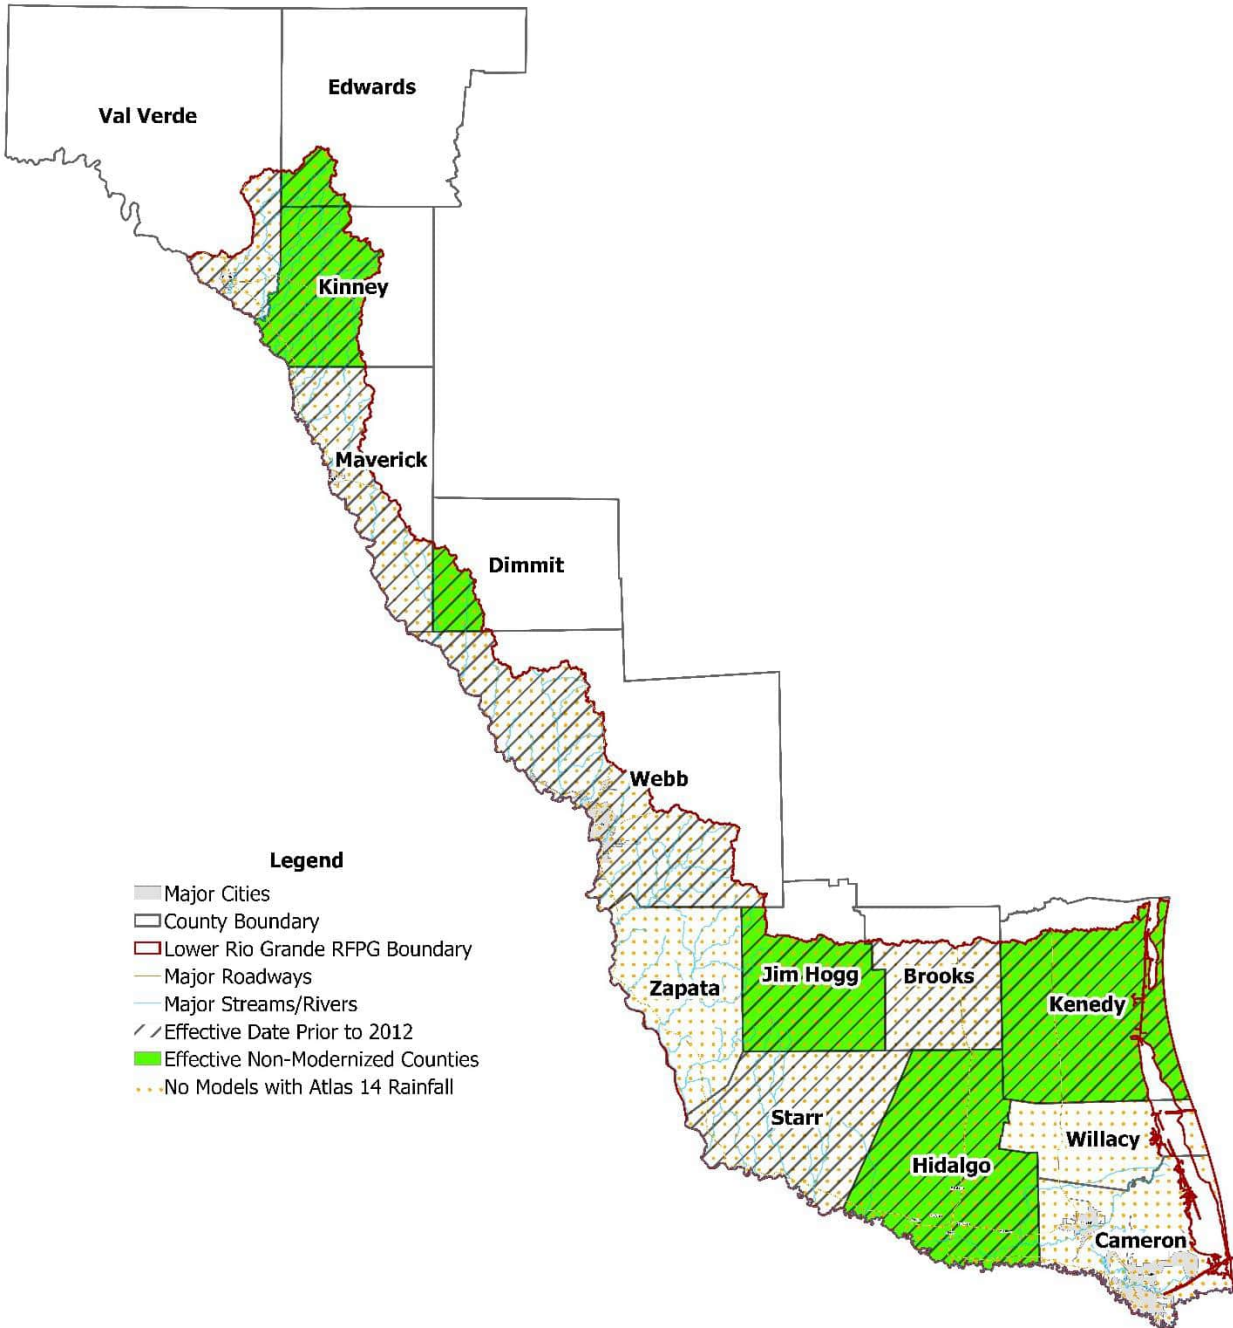 Edwards
Val Verde
Kinney
Maverick
Dimmit
Webb
Legend
Major Cities
County Boundary
Lower Rio Grande RFPG Boundary
Major Roadways
Major Streams/Rivers
Effective Date Prior to 2012
Effective Non-Modernized Counties
No Models with Atlas 14 Rainfall
Zapata
Jim Hogg
Brooks
Kenedy
Starr
Willacy
Hidalgo
Cameron